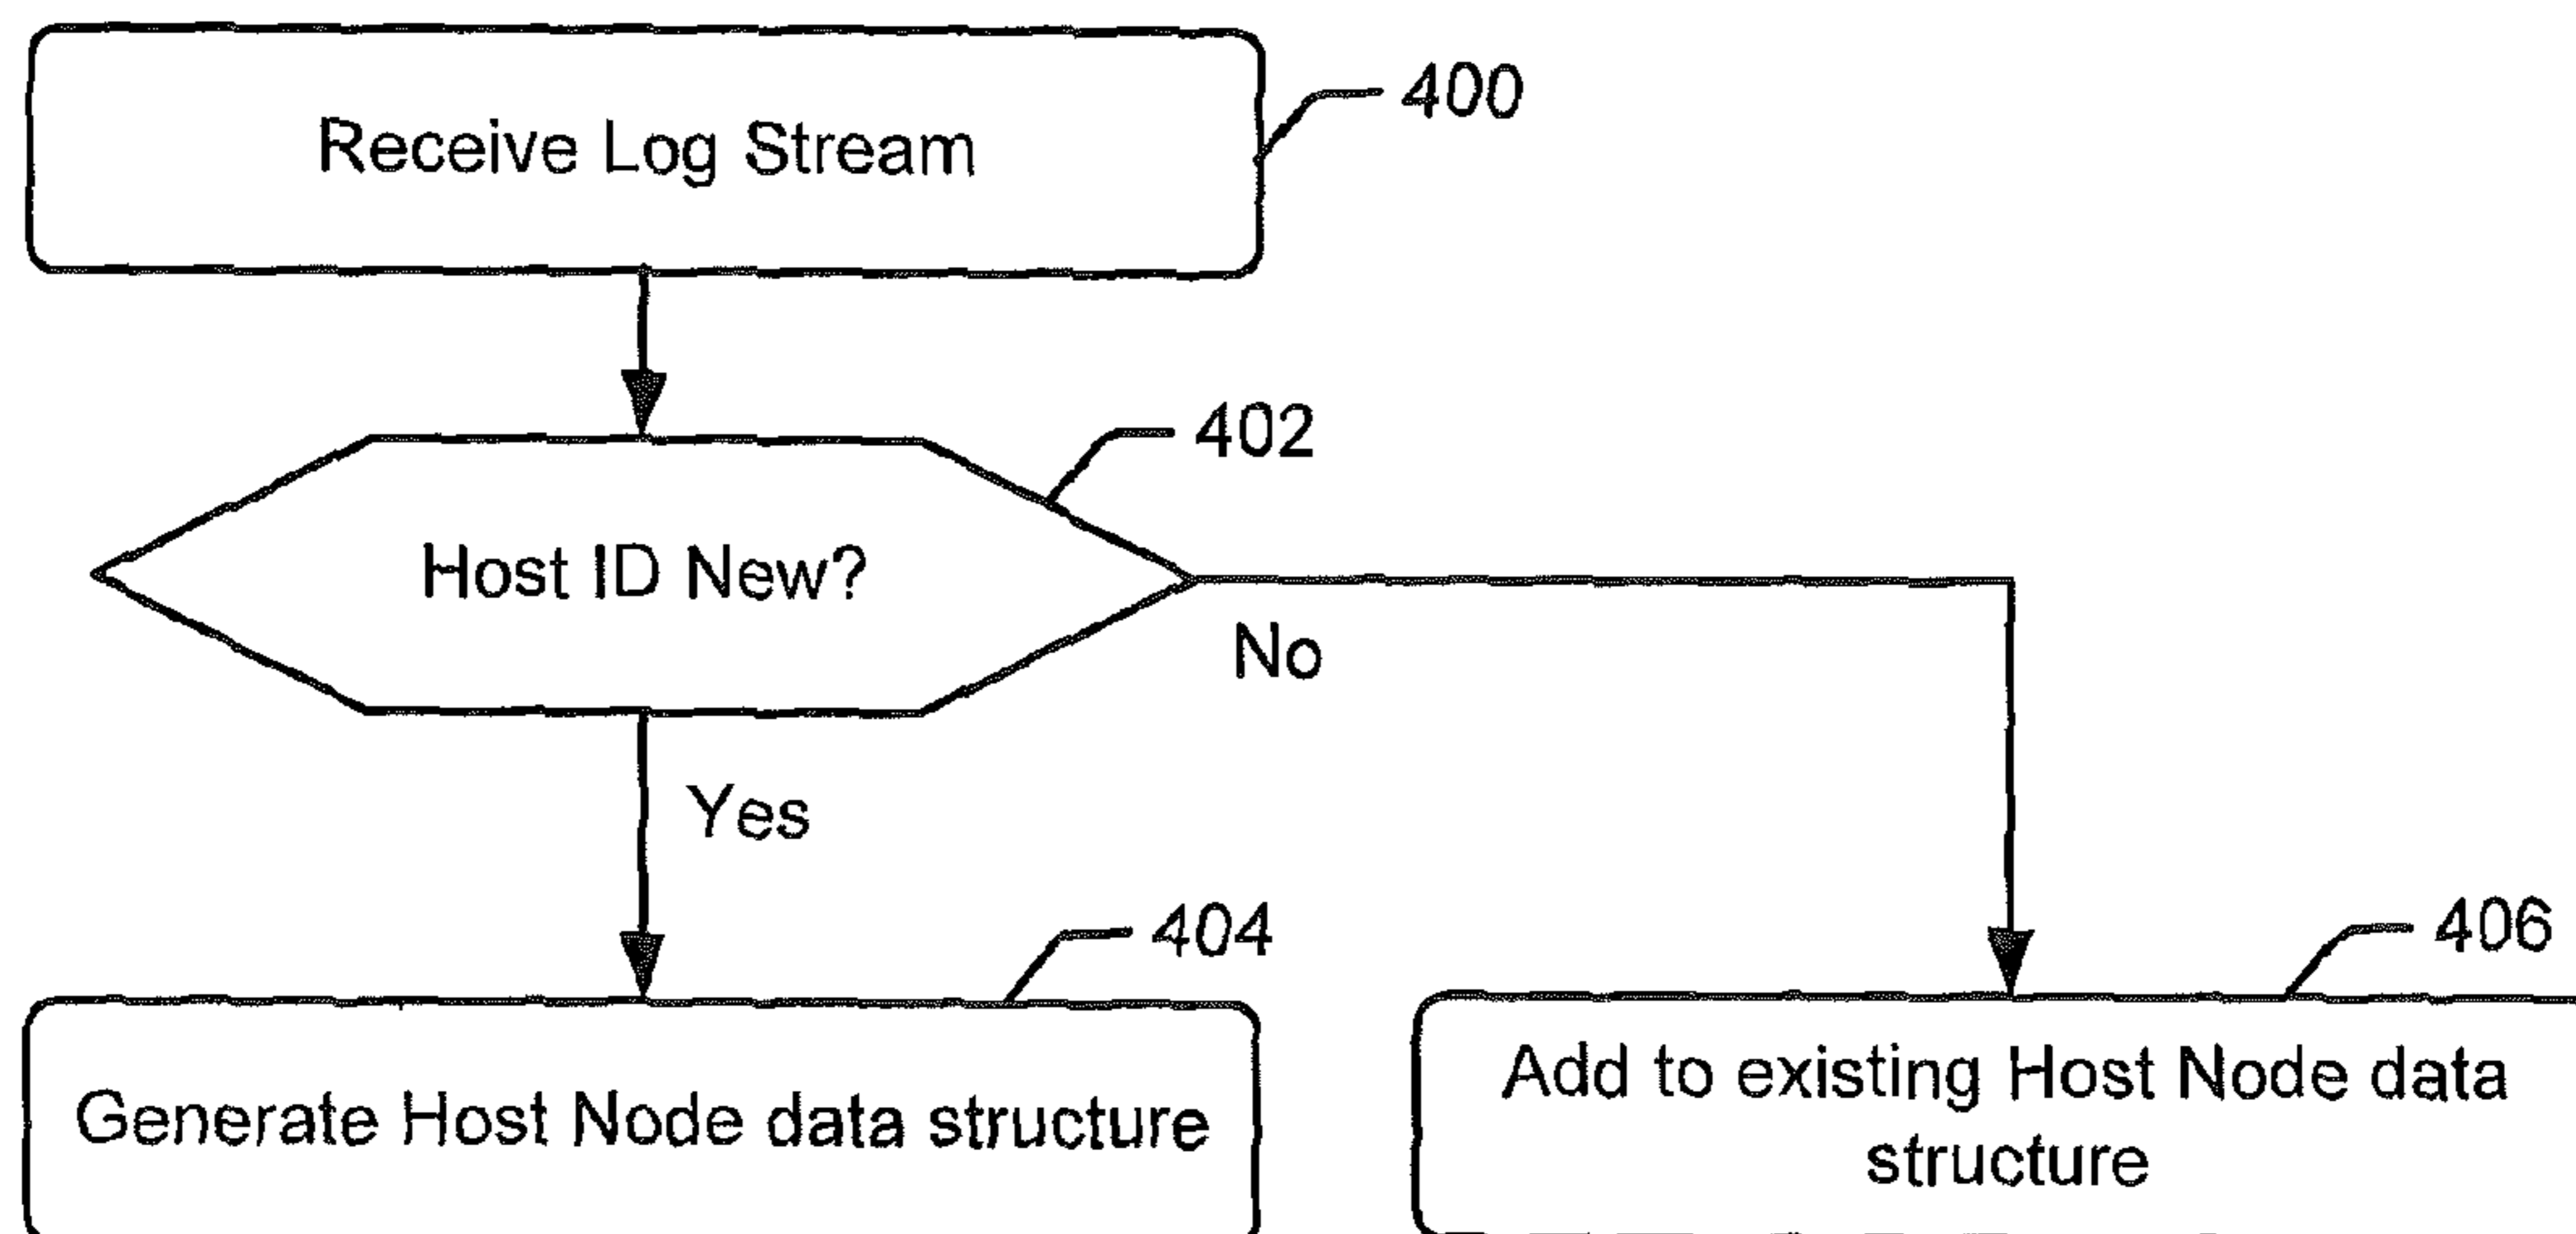 Receive Log Stream
400
402
Host ID New?
No
Yes
404
406
Generate Host Node data structure
Add to existing Host Node data
structure